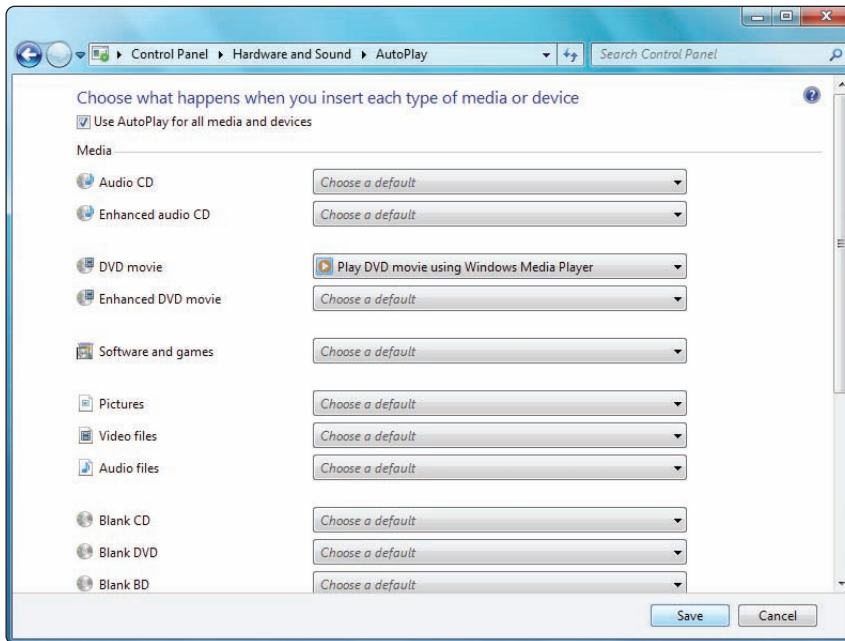 Control Panel Hardware and Sound AutoPlay Search Control Panel
Choose what happens when you insert each type of media or device
Use AutoPlay for all media and devices
Media
Audio CD Choose a default
Enhanced audio CD Choose a default
DVD movie Play DVD movie using Windows Media Player
Enhanced DVD movie Choose a default
Software and games Choose a default
Pictures Choose a default
Video files Choose a default
Audio files Choose a default
Blank CD Choose a default
Blank DVD Choose a default
Blank BD Choose a default
Save Cancel